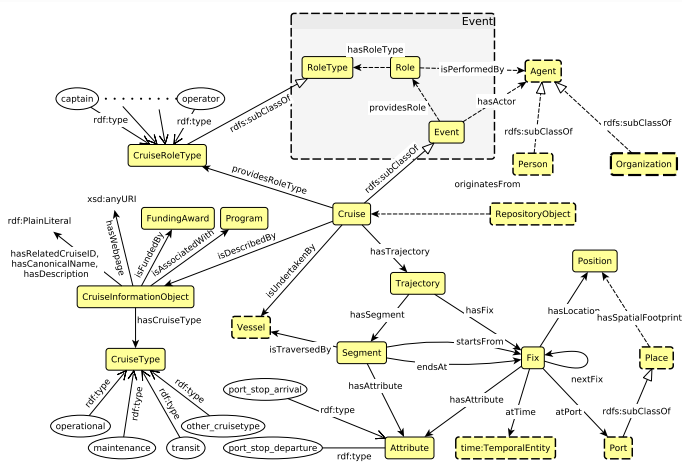 Event
hasRoleType
RoleType
Role
isPerformedBy
Agent
captain
operator
rdf:type
rdf:type
rdfs:subClassOf
providesRole
hasActor
Event
rdfs:subClassOf
rdfs:subClassOf
CruiseRoleType
Person
Organization
providesRoleType
rdfs:subClassOf
originatesFrom
xsd:anyURI
rdf:PlainLiteral
FundingAward
Program
Cruise
RepositoryObject
hasRelatedCruiseID,
hasCanonicalName,
hasDescription
hasWebpage
isFundedBy
isAssociatedWith
isDescribedBy
hasTrajectory
Position
isUndertakenBy
CruiseInformationObject
Trajectory
hasCruiseType
hasSegment
hasFix
hasLocation
hasSpatialFootprint
Vessel
isTraversedBy
startsFrom
CruiseType
Segment
endsAt
Fix
Place
nextFix
rdf:type
rdf:type
rdf:type
rdf:type
port_stop_arrival
hasAttribute
hasAttribute
atTime
atPort
rdfs:subClassOf
operational
other_cruisetype
rdf:type
maintenance
transit
port_stop_departure
rdf:type
Attribute
time:TemporalEntity
Port